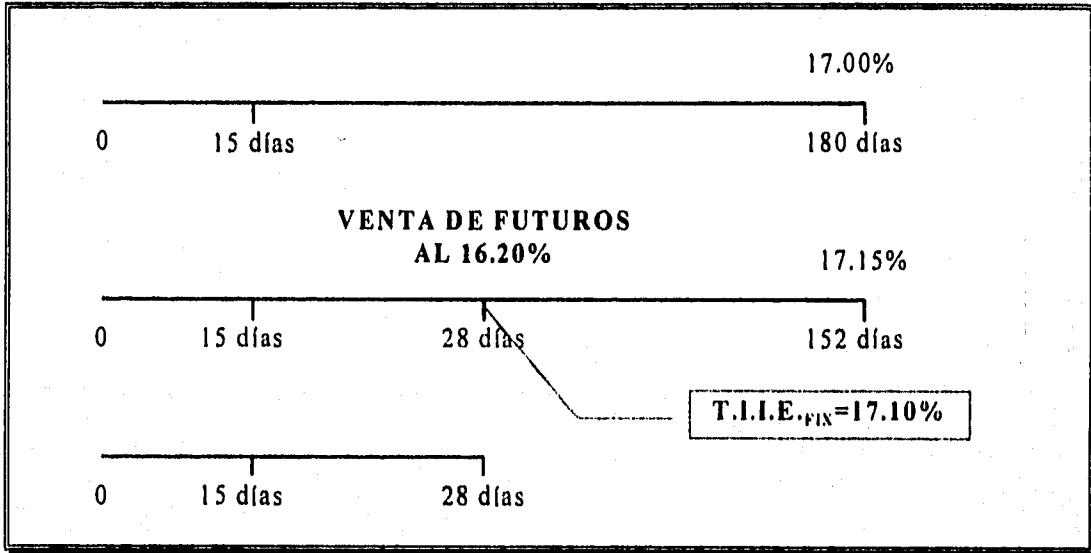 17.00%
0 15 días 180 días
VENTA DE FUTUROS
AL 16.20%
17.15%
0 15 días 28 días 152 días
T.I.I.E.FIX=17.10%
0 15 días 28 días